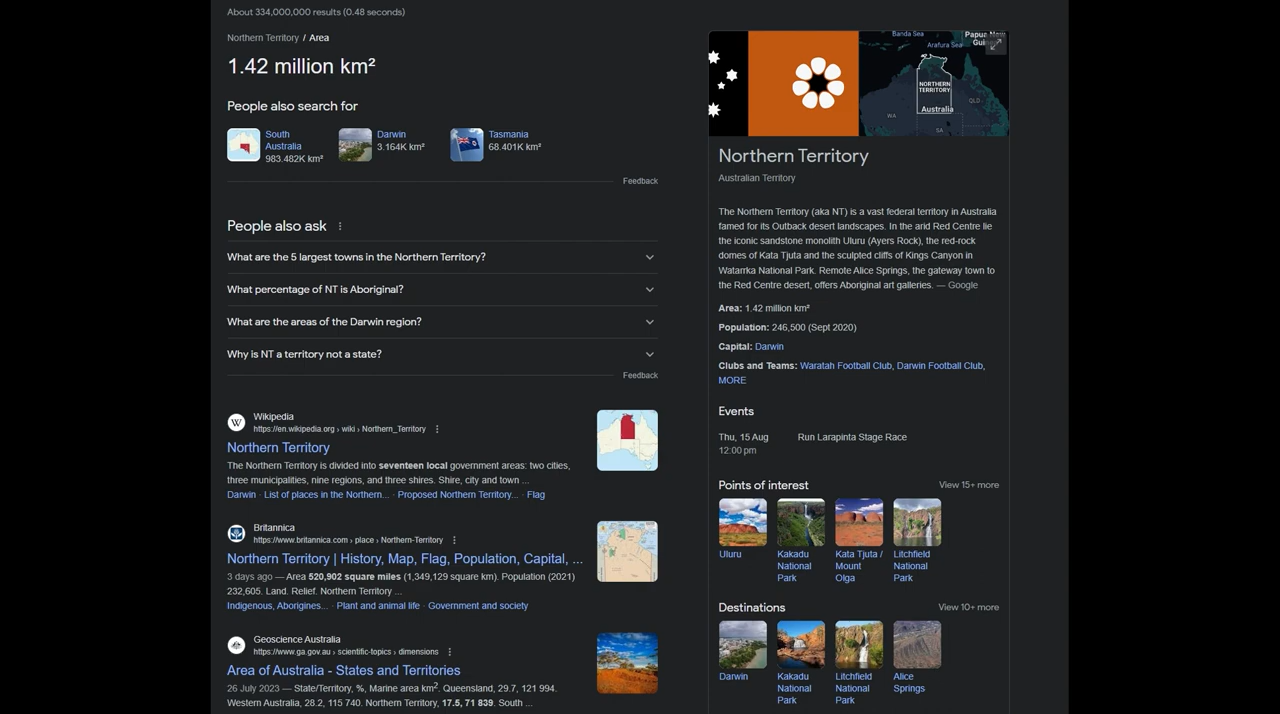 About 334,000,000 results (0.48 seconds)
Northern Territory / Area
1.42 million km²
People also search for
South
Australia
983.482K km²
Darwin
3.164K km²
Tasmania
68.401K km²
Feedback
People also ask
What are the 5 largest towns in the Northern Territory?
What percentage of NT is Aboriginal?
What are the areas of the Darwin region?
Why is NT a territory not a state?
Feedback
W
Wikipedia
https://en.wikipedia.org › wiki › Northern_Territory
Northern Territory
The Northern Territory is divided into seventeen local government areas: two cities,
three municipalities, nine regions, and three shires. Shire, city and town ...
Darwin · List of places in the Northern... · Proposed Northern Territory... · Flag
Britannica
https://www.britannica.com › place › Northern-Territory
Northern Territory | History, Map, Flag, Population, Capital, ...
3 days ago — Area 520,902 square miles (1,349,129 square km). Population (2021)
232,605. Land. Relief. Northern Territory ...
Indigenous, Aborigines... · Plant and animal life · Government and society
Geoscience Australia
https://www.ga.gov.au › scientific-topics › dimensions
Area of Australia - States and Territories
26 July 2023 — State/Territory, %, Marine area km². Queensland, 29.7, 121 994.
Western Australia, 28.2, 115 740. Northern Territory, 17.5, 71 839. South ...
Banda Sea
Papua New
Arafura Sea
NORTHERN
TERRITORY
QLD
Australia
WA
SA
Northern Territory
Australian Territory
The Northern Territory (aka NT) is a vast federal territory in Australia
famed for its Outback desert landscapes. In the arid Red Centre lie
the iconic sandstone monolith Uluru (Ayers Rock), the red-rock
domes of Kata Tjuta and the sculpted cliffs of Kings Canyon in
Watarrka National Park. Remote Alice Springs, the gateway town to
the Red Centre desert, offers Aboriginal art galleries. — Google
Area: 1.42 million km²
Population: 246,500 (Sept 2020)
Capital: Darwin
Clubs and Teams: Waratah Football Club, Darwin Football Club,
MORE
Events
Thu, 15 Aug
12:00 pm
Run Larapinta Stage Race
Points of interest
View 15+ more
Uluru
Kakadu
National
Park
Kata Tjuta /
Mount
Olga
Litchfield
National
Park
Destinations
View 10+ more
Darwin
Kakadu
National
Park
Litchfield
National
Park
Alice
Springs